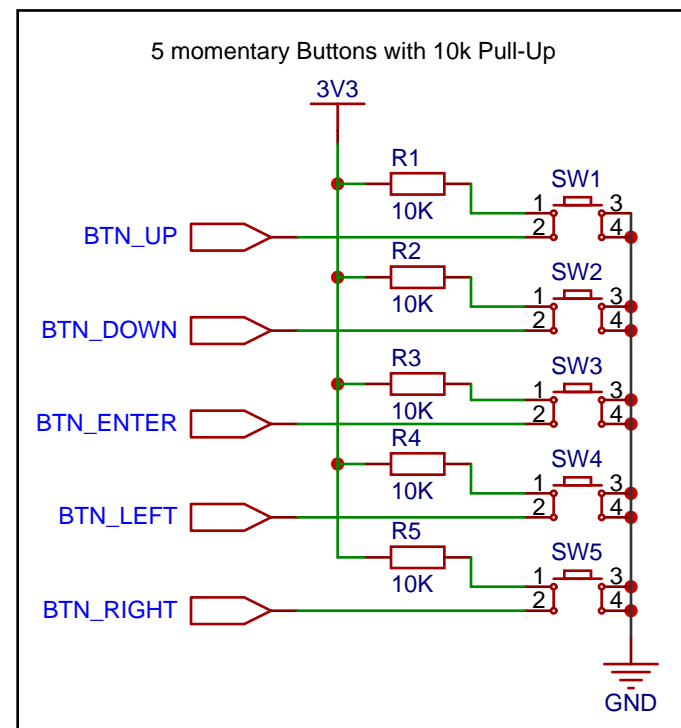 5 momentary Buttons with 10k Pull-Up
3V3
R1
10K
SW1
1 3
2 4
BTN_UP
R2
10K
SW2
1 3
2 4
BTN_DOWN
R3
10K
SW3
1 3
2 4
BTN_ENTER
R4
10K
SW4
1 3
2 4
BTN_LEFT
R5
10K
SW5
1 3
2 4
BTN_RIGHT
GND